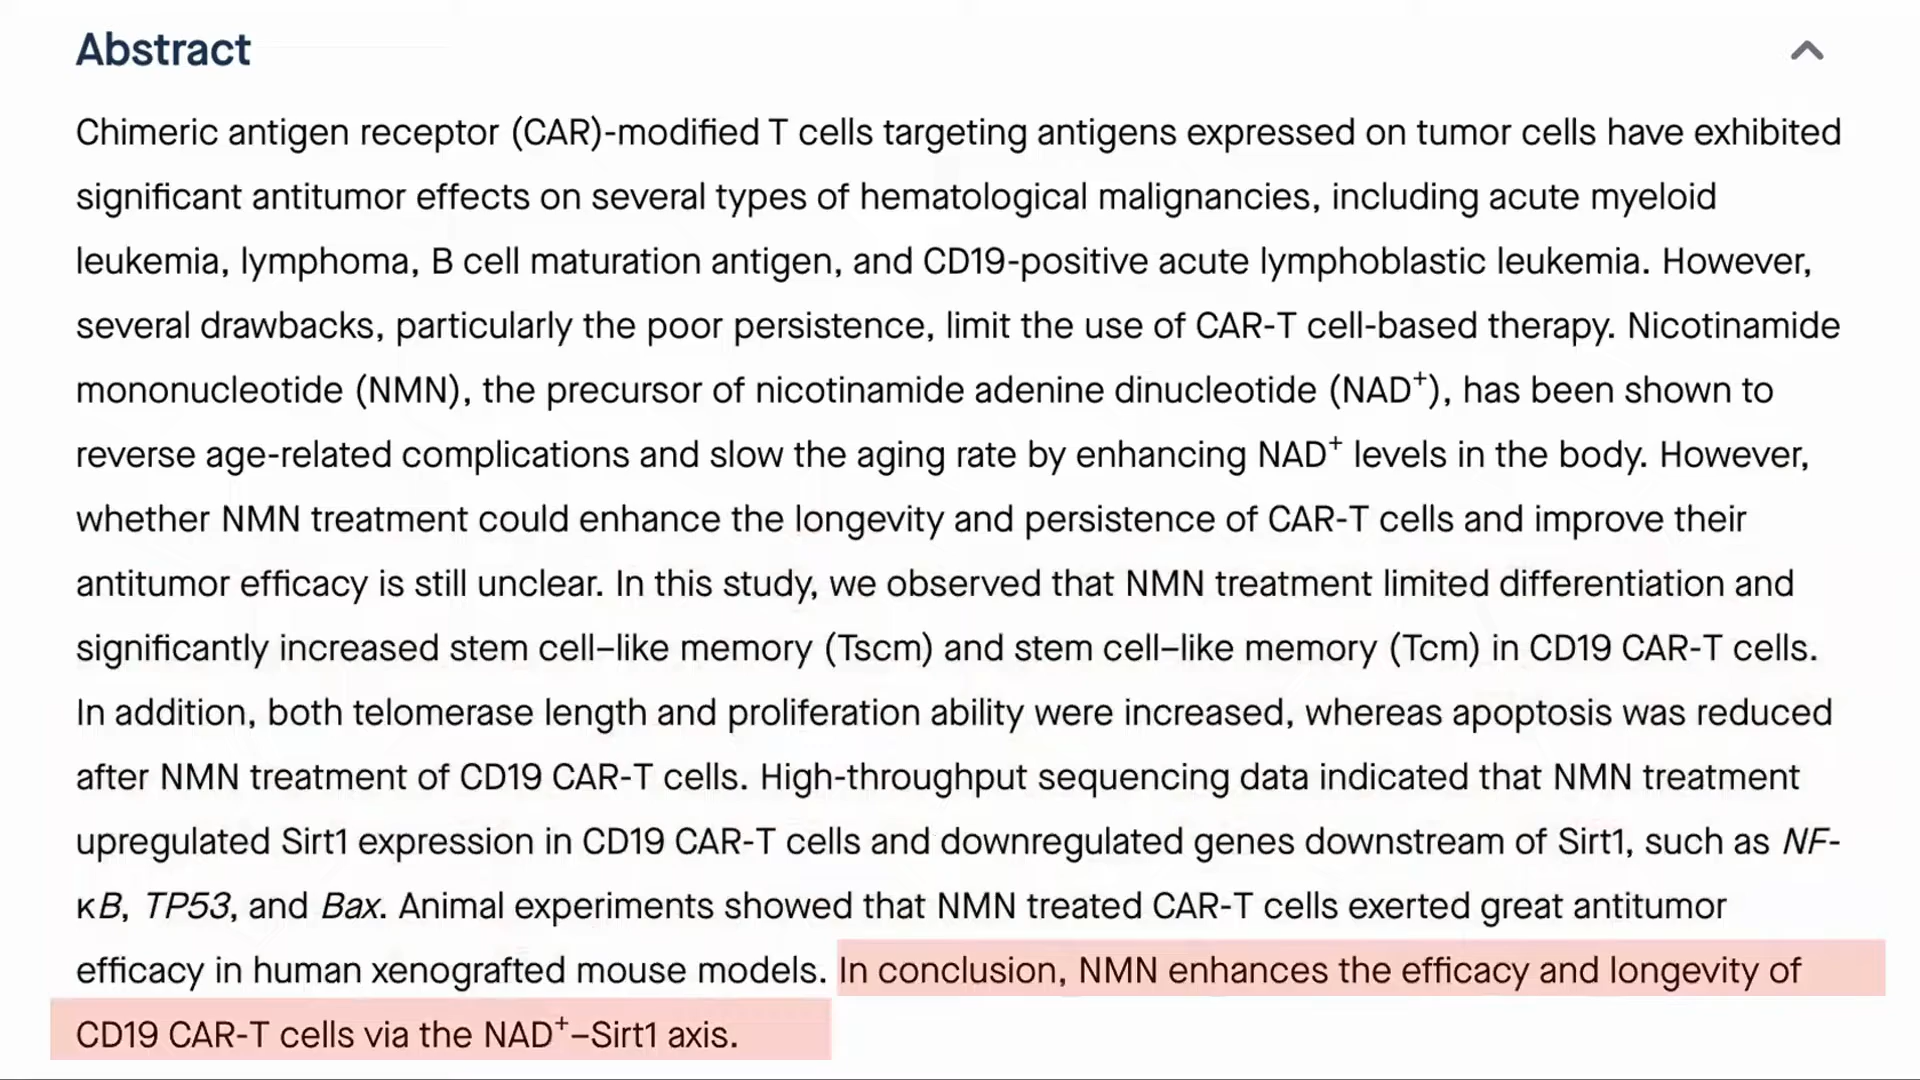 Abstract
Chimeric antigen receptor (CAR)-modified T cells targeting antigens expressed on tumor cells have exhibited
significant antitumor effects on several types of hematological malignancies, including acute myeloid
leukemia, lymphoma, B cell maturation antigen, and CD19-positive acute lymphoblastic leukemia. However,
several drawbacks, particularly the poor persistence, limit the use of CAR-T cell-based therapy. Nicotinamide
mononucleotide (NMN), the precursor of nicotinamide adenine dinucleotide (NAD⁺), has been shown to
reverse age-related complications and slow the aging rate by enhancing NAD⁺ levels in the body. However,
whether NMN treatment could enhance the longevity and persistence of CAR-T cells and improve their
antitumor efficacy is still unclear. In this study, we observed that NMN treatment limited differentiation and
significantly increased stem cell–like memory (Tscm) and stem cell–like memory (Tcm) in CD19 CAR-T cells.
In addition, both telomerase length and proliferation ability were increased, whereas apoptosis was reduced
after NMN treatment of CD19 CAR-T cells. High-throughput sequencing data indicated that NMN treatment
upregulated Sirt1 expression in CD19 CAR-T cells and downregulated genes downstream of Sirt1, such as NF-
κB, TP53, and Bax. Animal experiments showed that NMN treated CAR-T cells exerted great antitumor
efficacy in human xenografted mouse models. In conclusion, NMN enhances the efficacy and longevity of
CD19 CAR-T cells via the NAD⁺–Sirt1 axis.